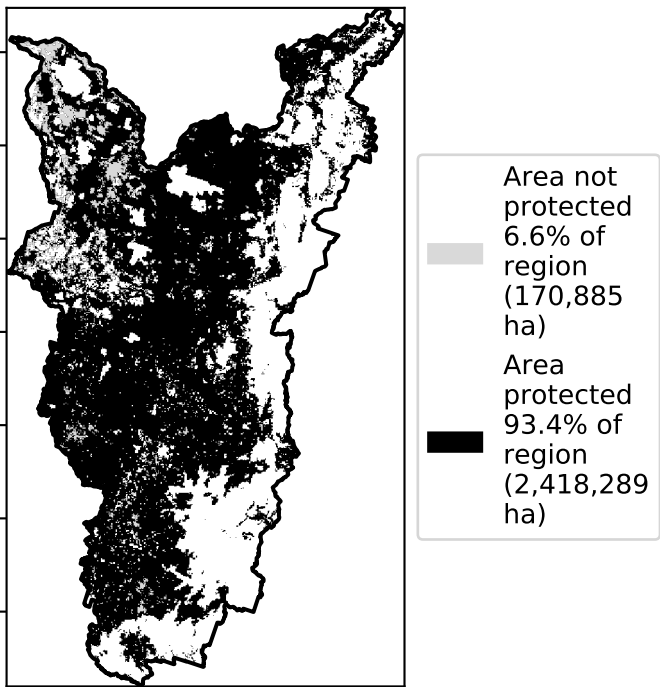 Area not
protected
6.6% of
region
(170,885
ha)
Area
protected
93.4% of
region
(2,418,289
ha)